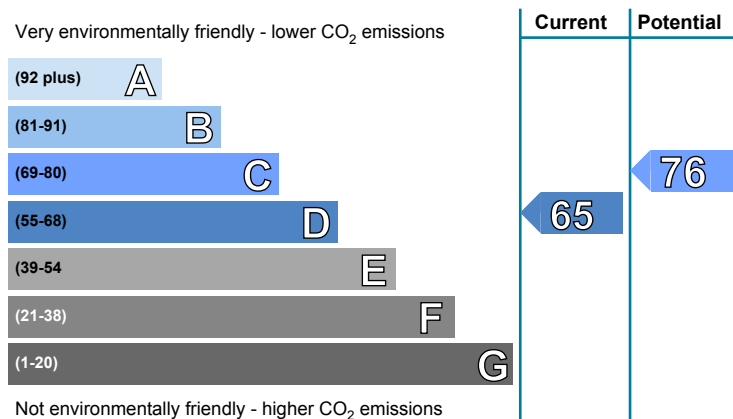 Current Potential
Very environmentally friendly - lower CO2 emissions
(92 plus) A
(81-91) B
(69-80) C
76
(55-68) D
65
(39-54 E
(21-38) F
(1-20) G
Not environmentally friendly - higher CO2 emissions